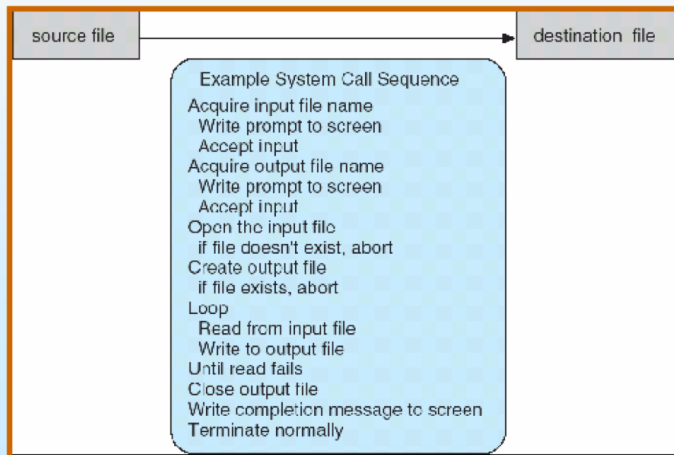 source file
destination file
Example System Call Sequence
Acquire input file name
Write prompt to screen
Accept input
Acquire output file name
Write prompt to screen
Accept input
Open the input file
if file doesn't exist, abort
Create output file
if file exists, abort
Loop
Read from input file
Write to output file
Until read fails
Close output file
Write completion message to screen
Terminate normally